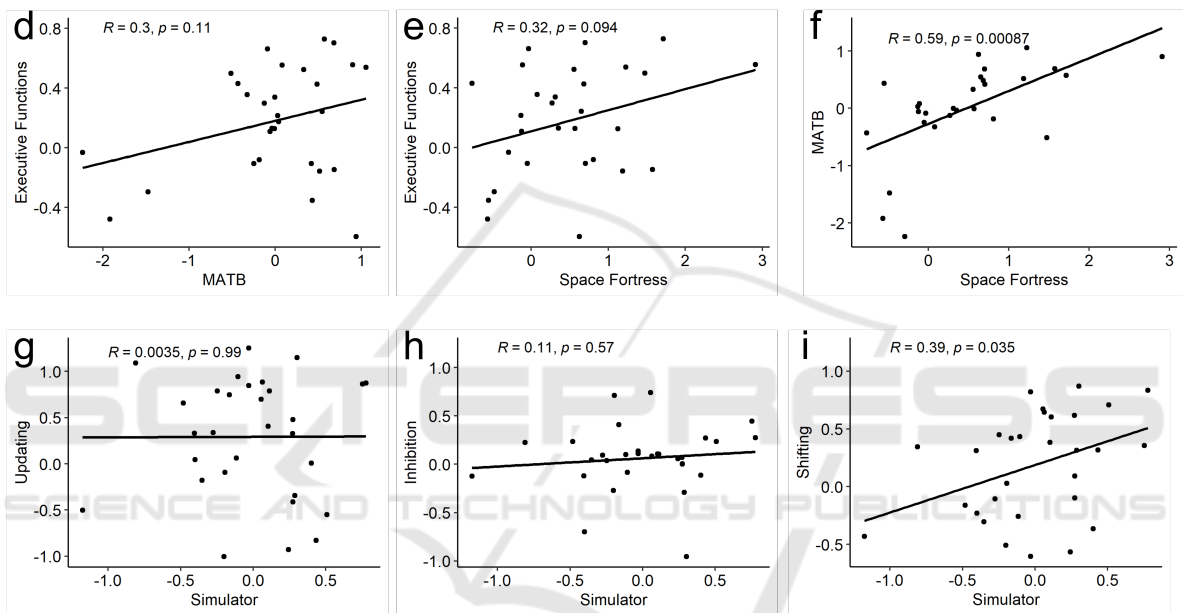 d
R = 0.3, p = 0.11
0.8
0.4
0.0
-0.4
Executive Functions
-2
-1
0
1
MATB
e
R = 0.32, p = 0.094
0.8
0.4
0.0
-0.4
Executive Functions
0
1
2
3
Space Fortress
f
R = 0.59, p = 0.00087
1
0
-1
-2
MATB
0
1
2
3
Space Fortress
g
R = 0.0035, p = 0.99
1.0
0.5
0.0
-0.5
-1.0
Updating
-1.0
-0.5
0.0
0.5
Simulator
h
R = 0.11, p = 0.57
1.0
0.5
0.0
-0.5
-1.0
Inhibition
-1.0
-0.5
0.0
0.5
Simulator
i
R = 0.39, p = 0.035
1.0
0.5
0.0
-0.5
Shifting
-1.0
-0.5
0.0
0.5
Simulator
SCITEPRESS
SCIENCE AND TECHNOLOGY PUBLICATIONS